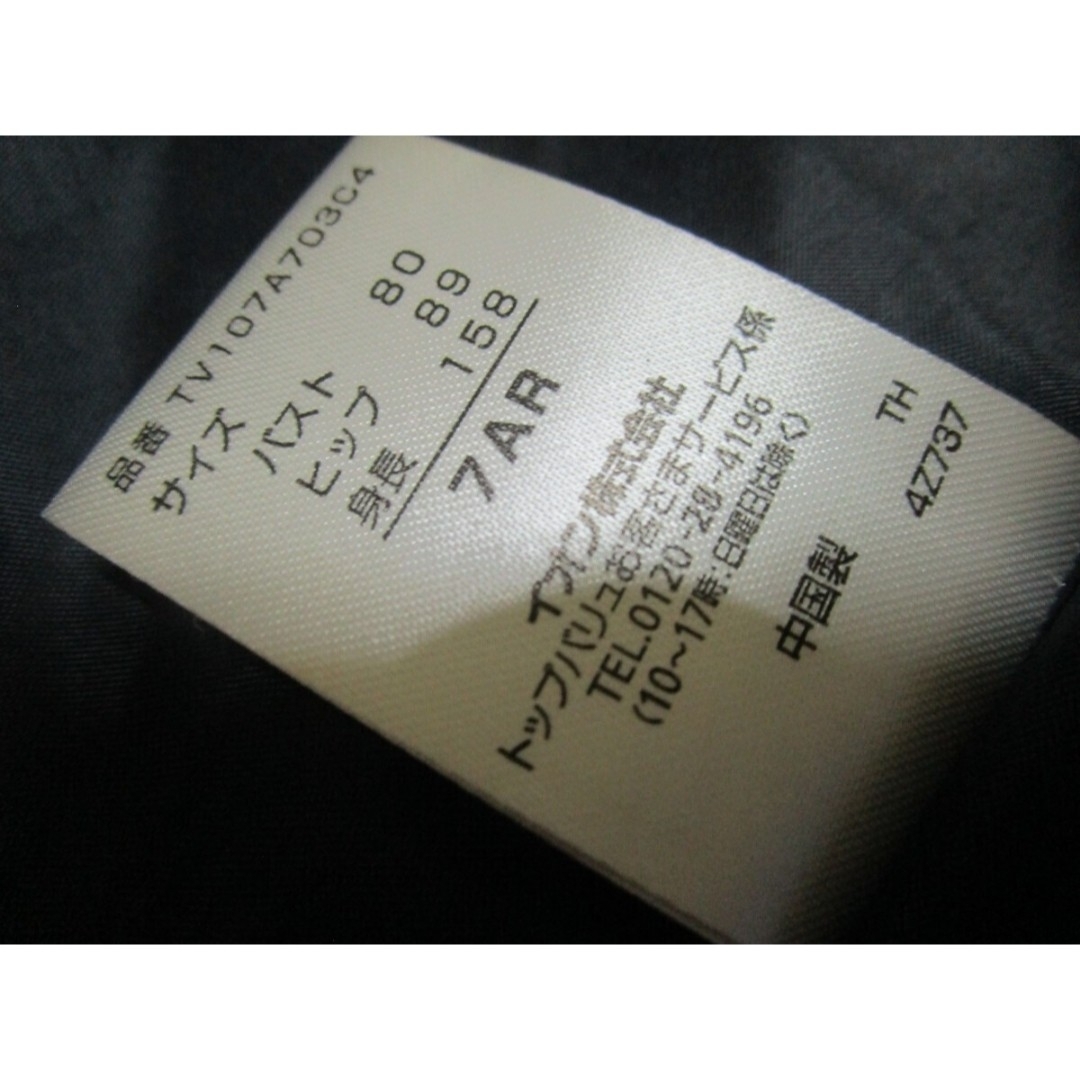 品番 TV107A703C4
サイズ
バスト 80
ヒップ 89
身長 158
7AR
イオン株式会社
トップバリュお客さまサービス係
TEL.0120-28-4196
(10~17時:日曜日は除く)
中国製
TH
4Z737